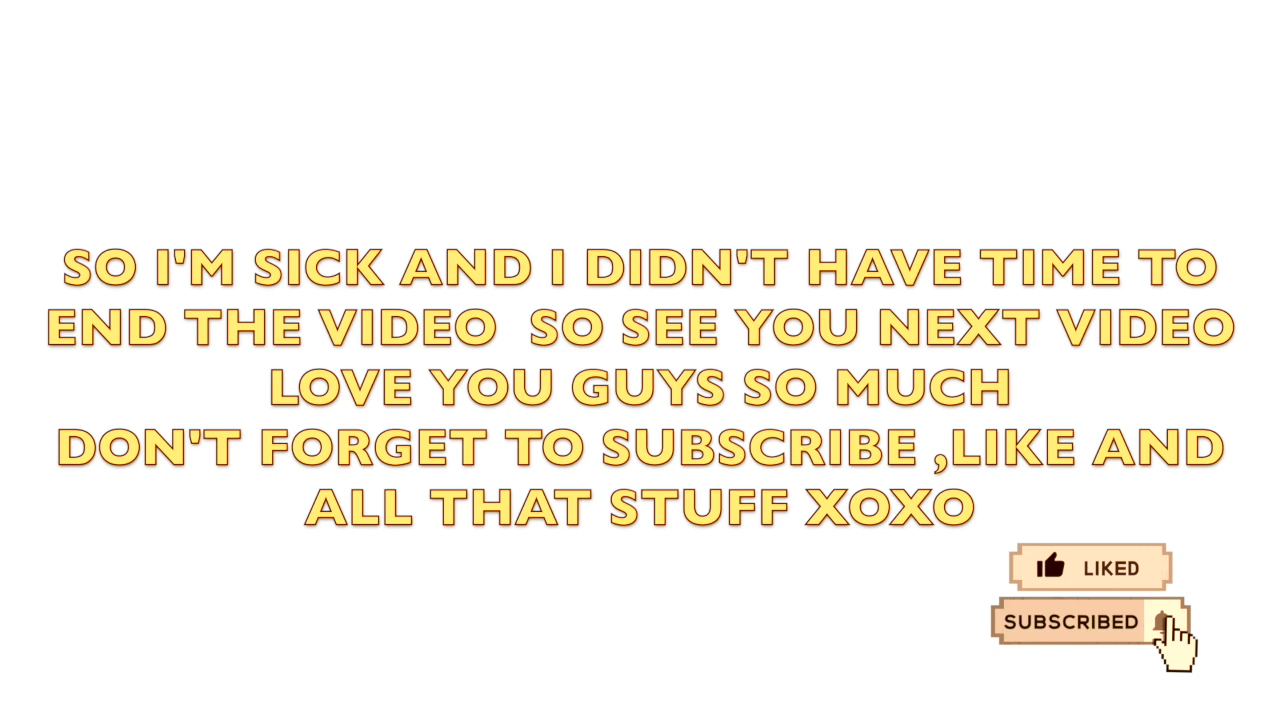 SO I'M SICK AND I DIDN'T HAVE TIME TO
END THE VIDEO  SO SEE YOU NEXT VIDEO
LOVE YOU GUYS SO MUCH
DON'T FORGET TO SUBSCRIBE ,LIKE AND
ALL THAT STUFF XOXO
LIKED
SUBSCRIBED